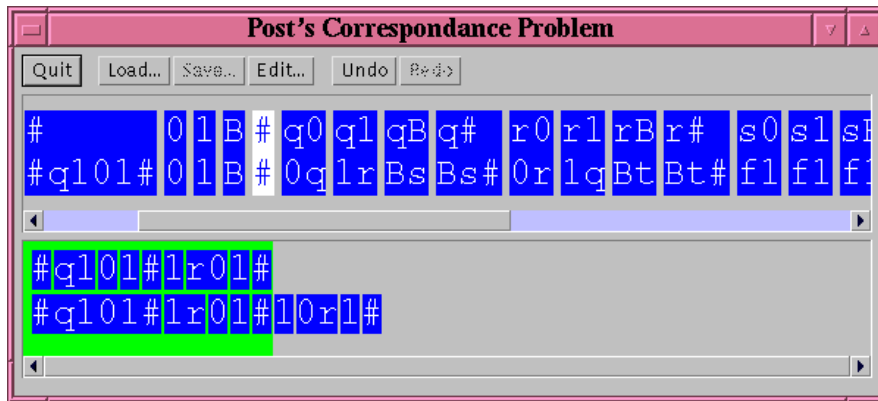 Post's Correspondance Problem
Quit Load... Save... Edit... Undo Redo
# 0 1 B # q0 q1 qB q# r0 r1 rB r# s0 s1 sB
#q101# 0 1 B # 0q 1r Bs Bs# 0r 1q Bt Bt# f1 f1 f1
#q101#1r01#
#q101#1r01#10r1#